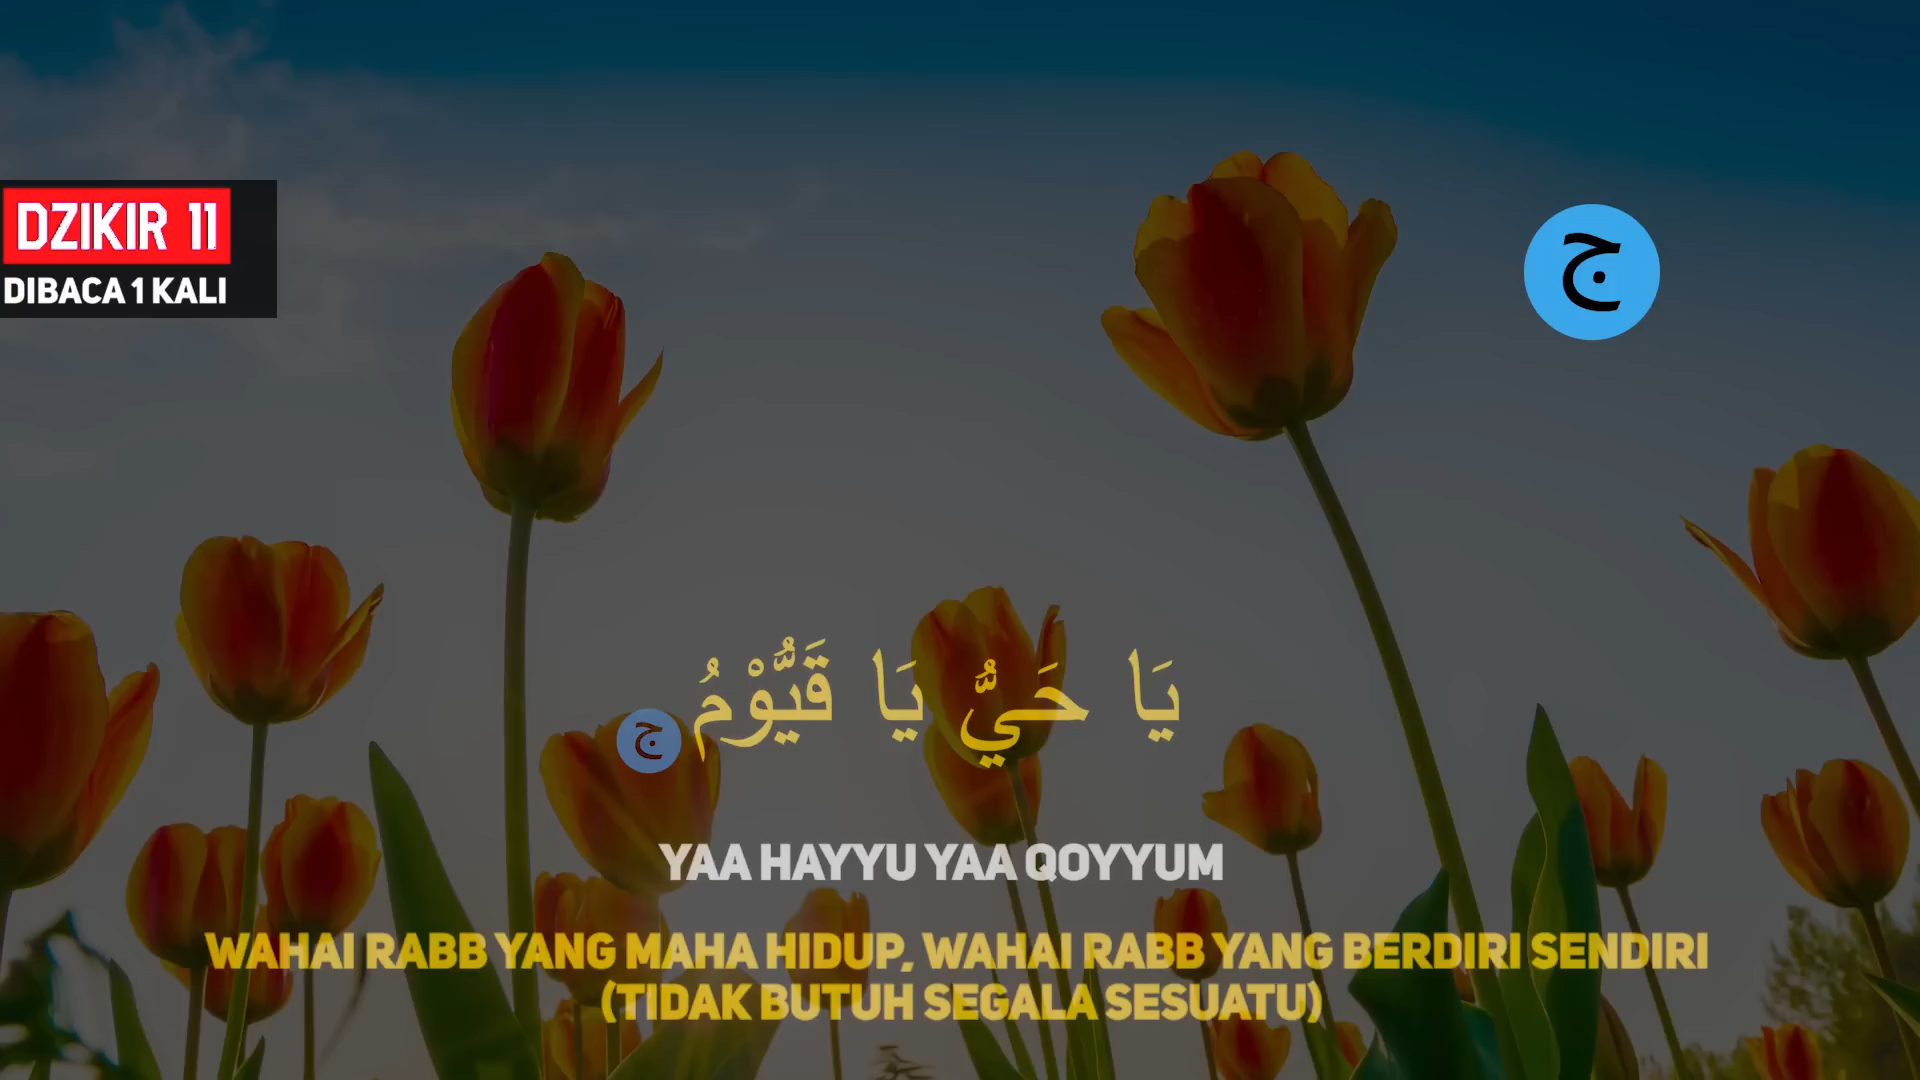 DZIKIR 11
DIBACA 1 KALI
ج
يَا حَيُّ يَا قَيُّوْمُ ج
YAA HAYYU YAA QOYYUM
WAHAI RABB YANG MAHA HIDUP, WAHAI RABB YANG BERDIRI SENDIRI
(TIDAK BUTUH SEGALA SESUATU)